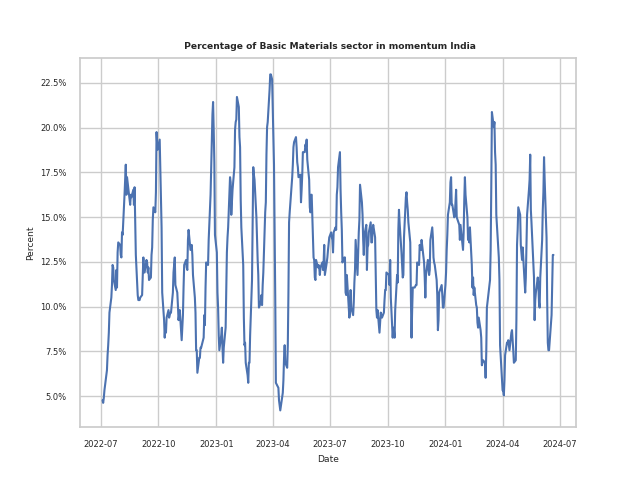 Percentage of Basic Materials sector in momentum India
Percent
22.5%
20.0%
17.5%
15.0%
12.5%
10.0%
7.5%
5.0%
2022-07 2022-10 2023-01 2023-04 2023-07 2023-10 2024-01 2024-04 2024-07
Date